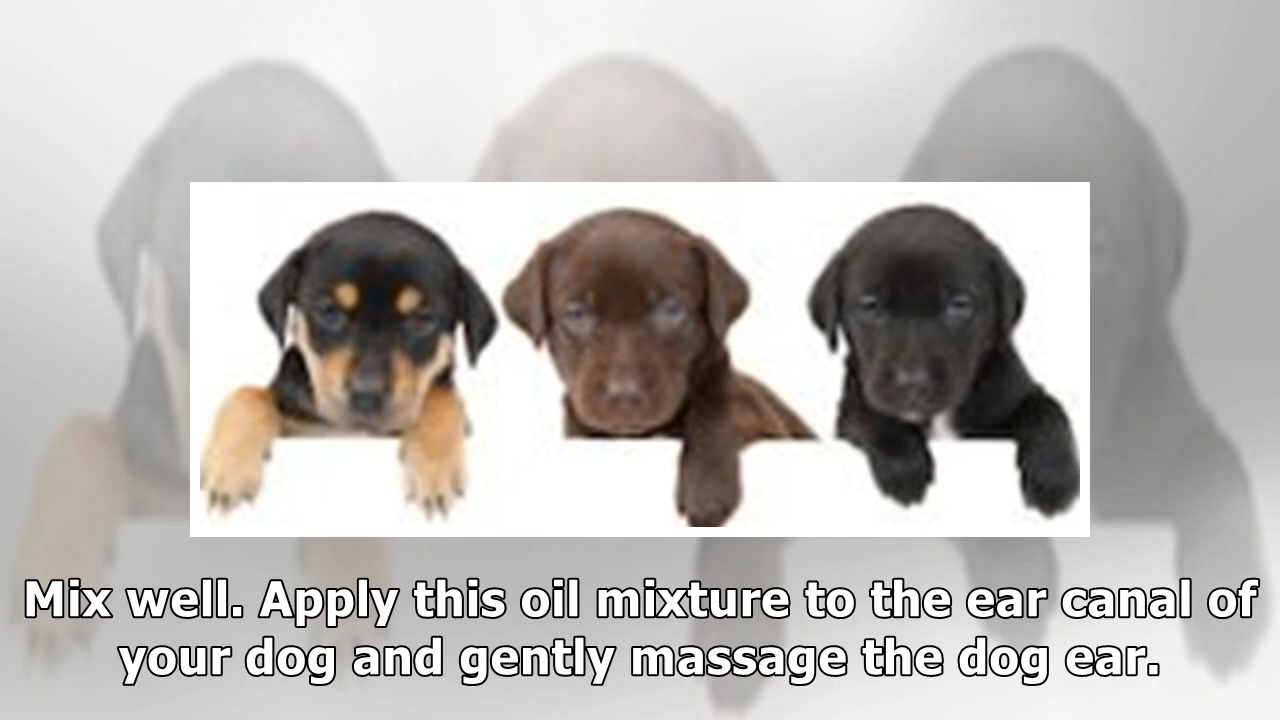 Mix well. Apply this oil mixture to the ear canal of
your dog and gently massage the dog ear.